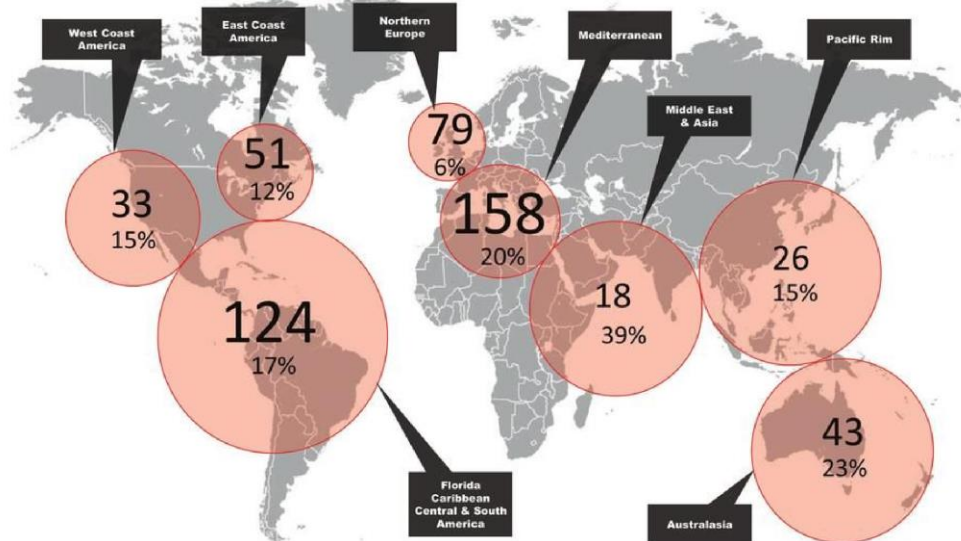 West Coast
America
East Coast
America
Northern
Europe
Mediterranean
Pacific Rim
Middle East
& Asia
79
6%
51
12%
33
15%
158
20%
26
15%
18
39%
124
17%
43
23%
Florida
Caribbean
Central & South
America
Australasia